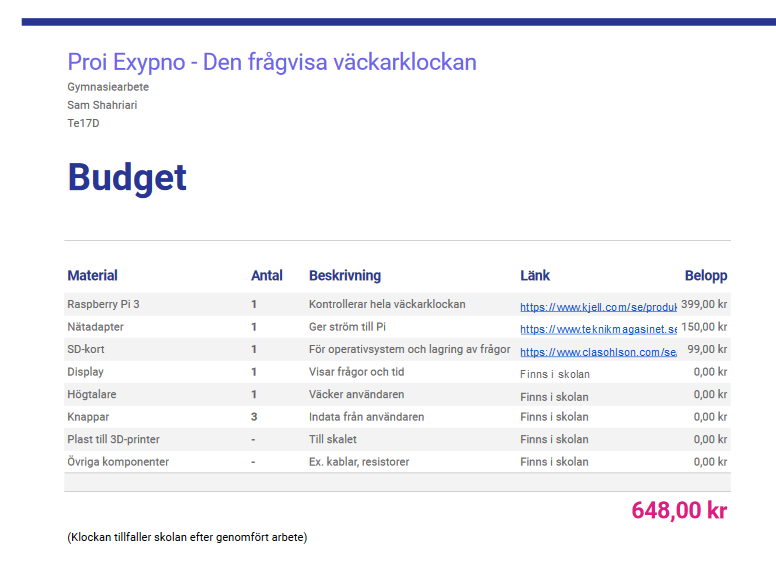 Proi Exypno - Den frågvisa väckarklockan
Gymnasiearbete
Sam Shahriari
Te17D
Budget
Material Antal Beskrivning Länk Belopp
Raspberry Pi 3 1 Kontrollerar hela väckarklockan https://www.kjell.com/se/produk 399,00 kr
Nätadapter 1 Ger ström till Pi https://www.teknikmagasinet.se 150,00 kr
SD-kort 1 För operativsystem och lagring av frågor https://www.clasohlson.com/se/ 99,00 kr
Display 1 Visar frågor och tid Finns i skolan 0,00 kr
Högtalare 1 Väcker användaren Finns i skolan 0,00 kr
Knappar 3 Indata från användaren Finns i skolan 0,00 kr
Plast till 3D-printer - Till skalet Finns i skolan 0,00 kr
Övriga komponenter - Ex. kablar, resistorer Finns i skolan 0,00 kr
648,00 kr
(Klockan tillfaller skolan efter genomfört arbete)